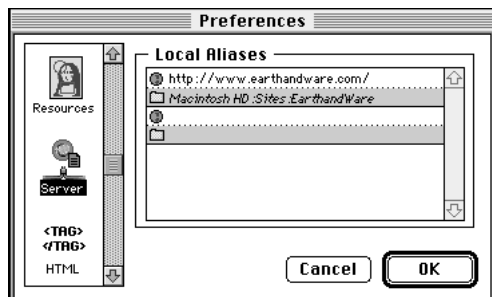 Preferences
Local Aliases
http://www.earthandware.com/
Macintosh HD:Sites:EarthandWare
Resources
Server
<TAG>
</TAG>
HTML
Cancel
OK